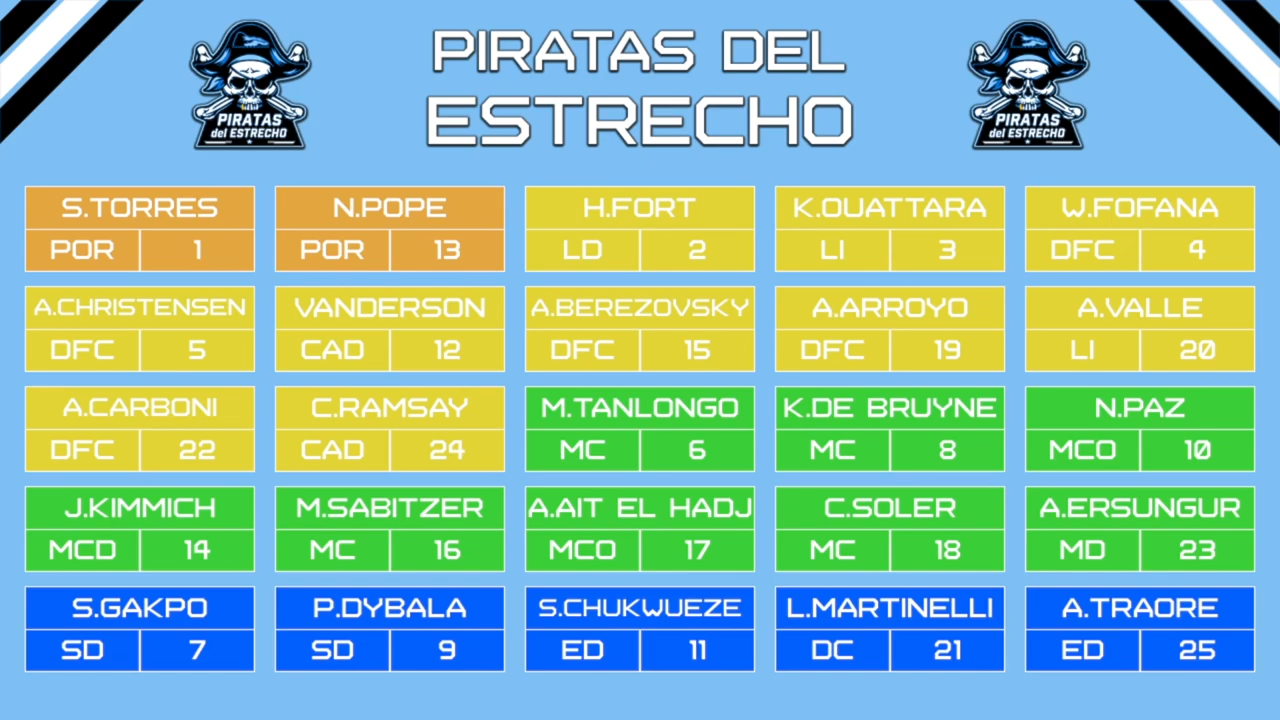 PIRATAS DEL
ESTRECHO
PIRATAS
del ESTRECHO
PIRATAS
del ESTRECHO
S.TORRES N.POPE H.FORT K.OUATTARA W.FOFANA
POR 1 POR 13 LD 2 LI 3 DFC 4
A.CHRISTENSEN VANDERSON A.BEREZOVSKY A.ARROYO A.VALLE
DFC 5 CAD 12 DFC 15 DFC 19 LI 20
A.CARBONI C.RAMSAY M.TANLONGO K.DE BRUYNE N.PAZ
DFC 22 CAD 24 MC 6 MC 8 MCO 10
J.KIMMICH M.SABITZER A.AIT EL HADJ C.SOLER A.ERSUNGUR
MCD 14 MC 16 MCO 17 MC 18 MD 23
S.GAKPO P.DYBALA S.CHUKWUEZE L.MARTINELLI A.TRAORE
SD 7 SD 9 ED 11 DC 21 ED 25